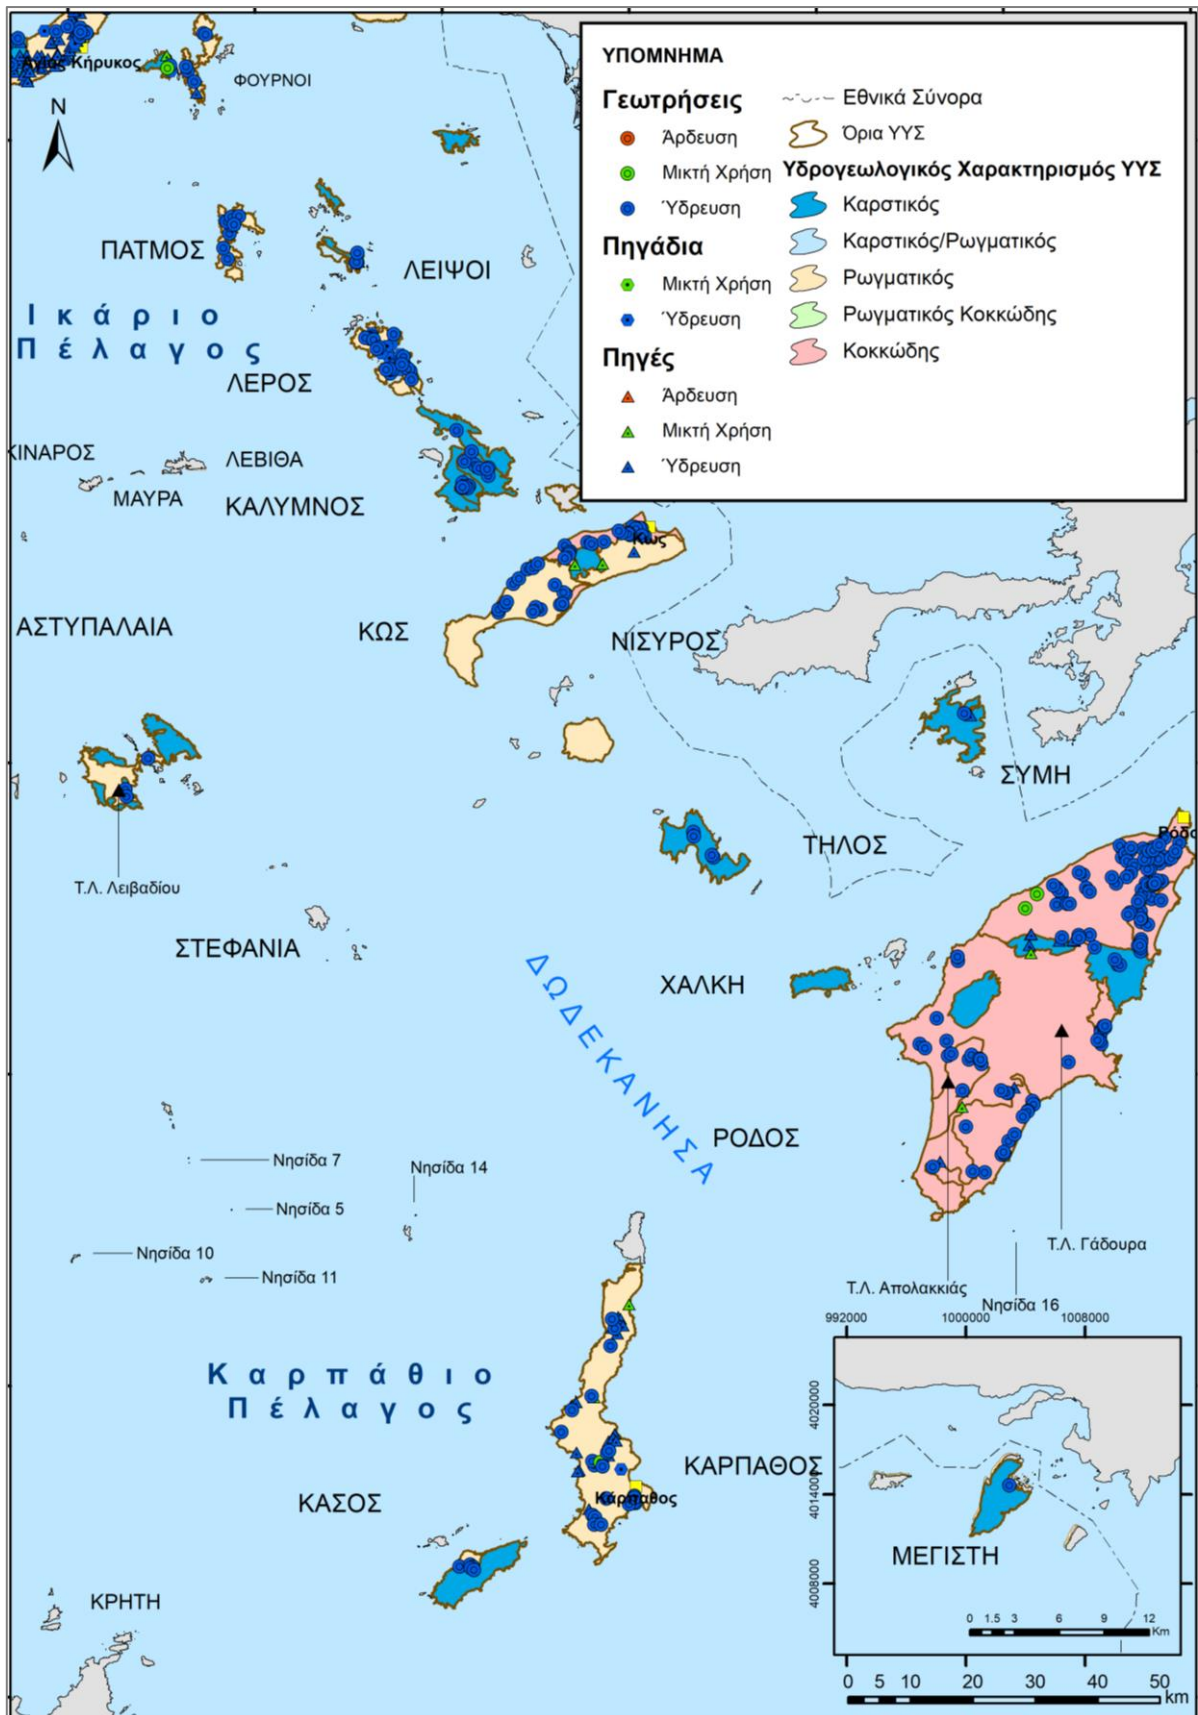 ΥΠΟΜΝΗΜΑ
Γεωτρήσεις
Άρδευση
Μικτή Χρήση
Ύδρευση
Πηγάδια
Μικτή Χρήση
Ύδρευση
Πηγές
Άρδευση
Μικτή Χρήση
Ύδρευση
Εθνικά Σύνορα
Όρια ΥΥΣ
Υδρογεωλογικός Χαρακτηρισμός ΥΥΣ
Καρστικός
Καρστικός/Ρωγματικός
Ρωγματικός
Ρωγματικός Κοκκώδης
Κοκκώδης
Άγιος Κήρυκος
ΦΟΥΡΝΟΙ
N
ΠΑΤΜΟΣ
ΛΕΙΨΟΙ
Ικάριο
Πέλαγος
ΛΕΡΟΣ
ΚΙΝΑΡΟΣ
ΛΕΒΙΘΑ
ΜΑΥΡΑ
ΚΑΛΥΜΝΟΣ
Κως
ΑΣΤΥΠΑΛΑΙΑ
ΚΩΣ
ΝΙΣΥΡΟΣ
ΣΥΜΗ
ΤΗΛΟΣ
Ρόδο
Τ.Λ. Λειβαδίου
ΣΤΕΦΑΝΙΑ
ΧΑΛΚΗ
ΔΩΔΕΚΑΝΗΣΑ
ΡΟΔΟΣ
Νησίδα 7
Νησίδα 14
Νησίδα 5
Νησίδα 10
Νησίδα 11
Τ.Λ. Γάδουρα
Τ.Λ. Απολακκιάς
Νησίδα 16
992000 1000000 1008000
Καρπάθιο
Πέλαγος
4020000
4014000
4008000
ΚΑΡΠΑΘΟΣ
Κάρπαθος
ΚΑΣΟΣ
ΜΕΓΙΣΤΗ
ΚΡΗΤΗ
0 1.5 3 6 9 12
Km
0 5 10 20 30 40 50
km